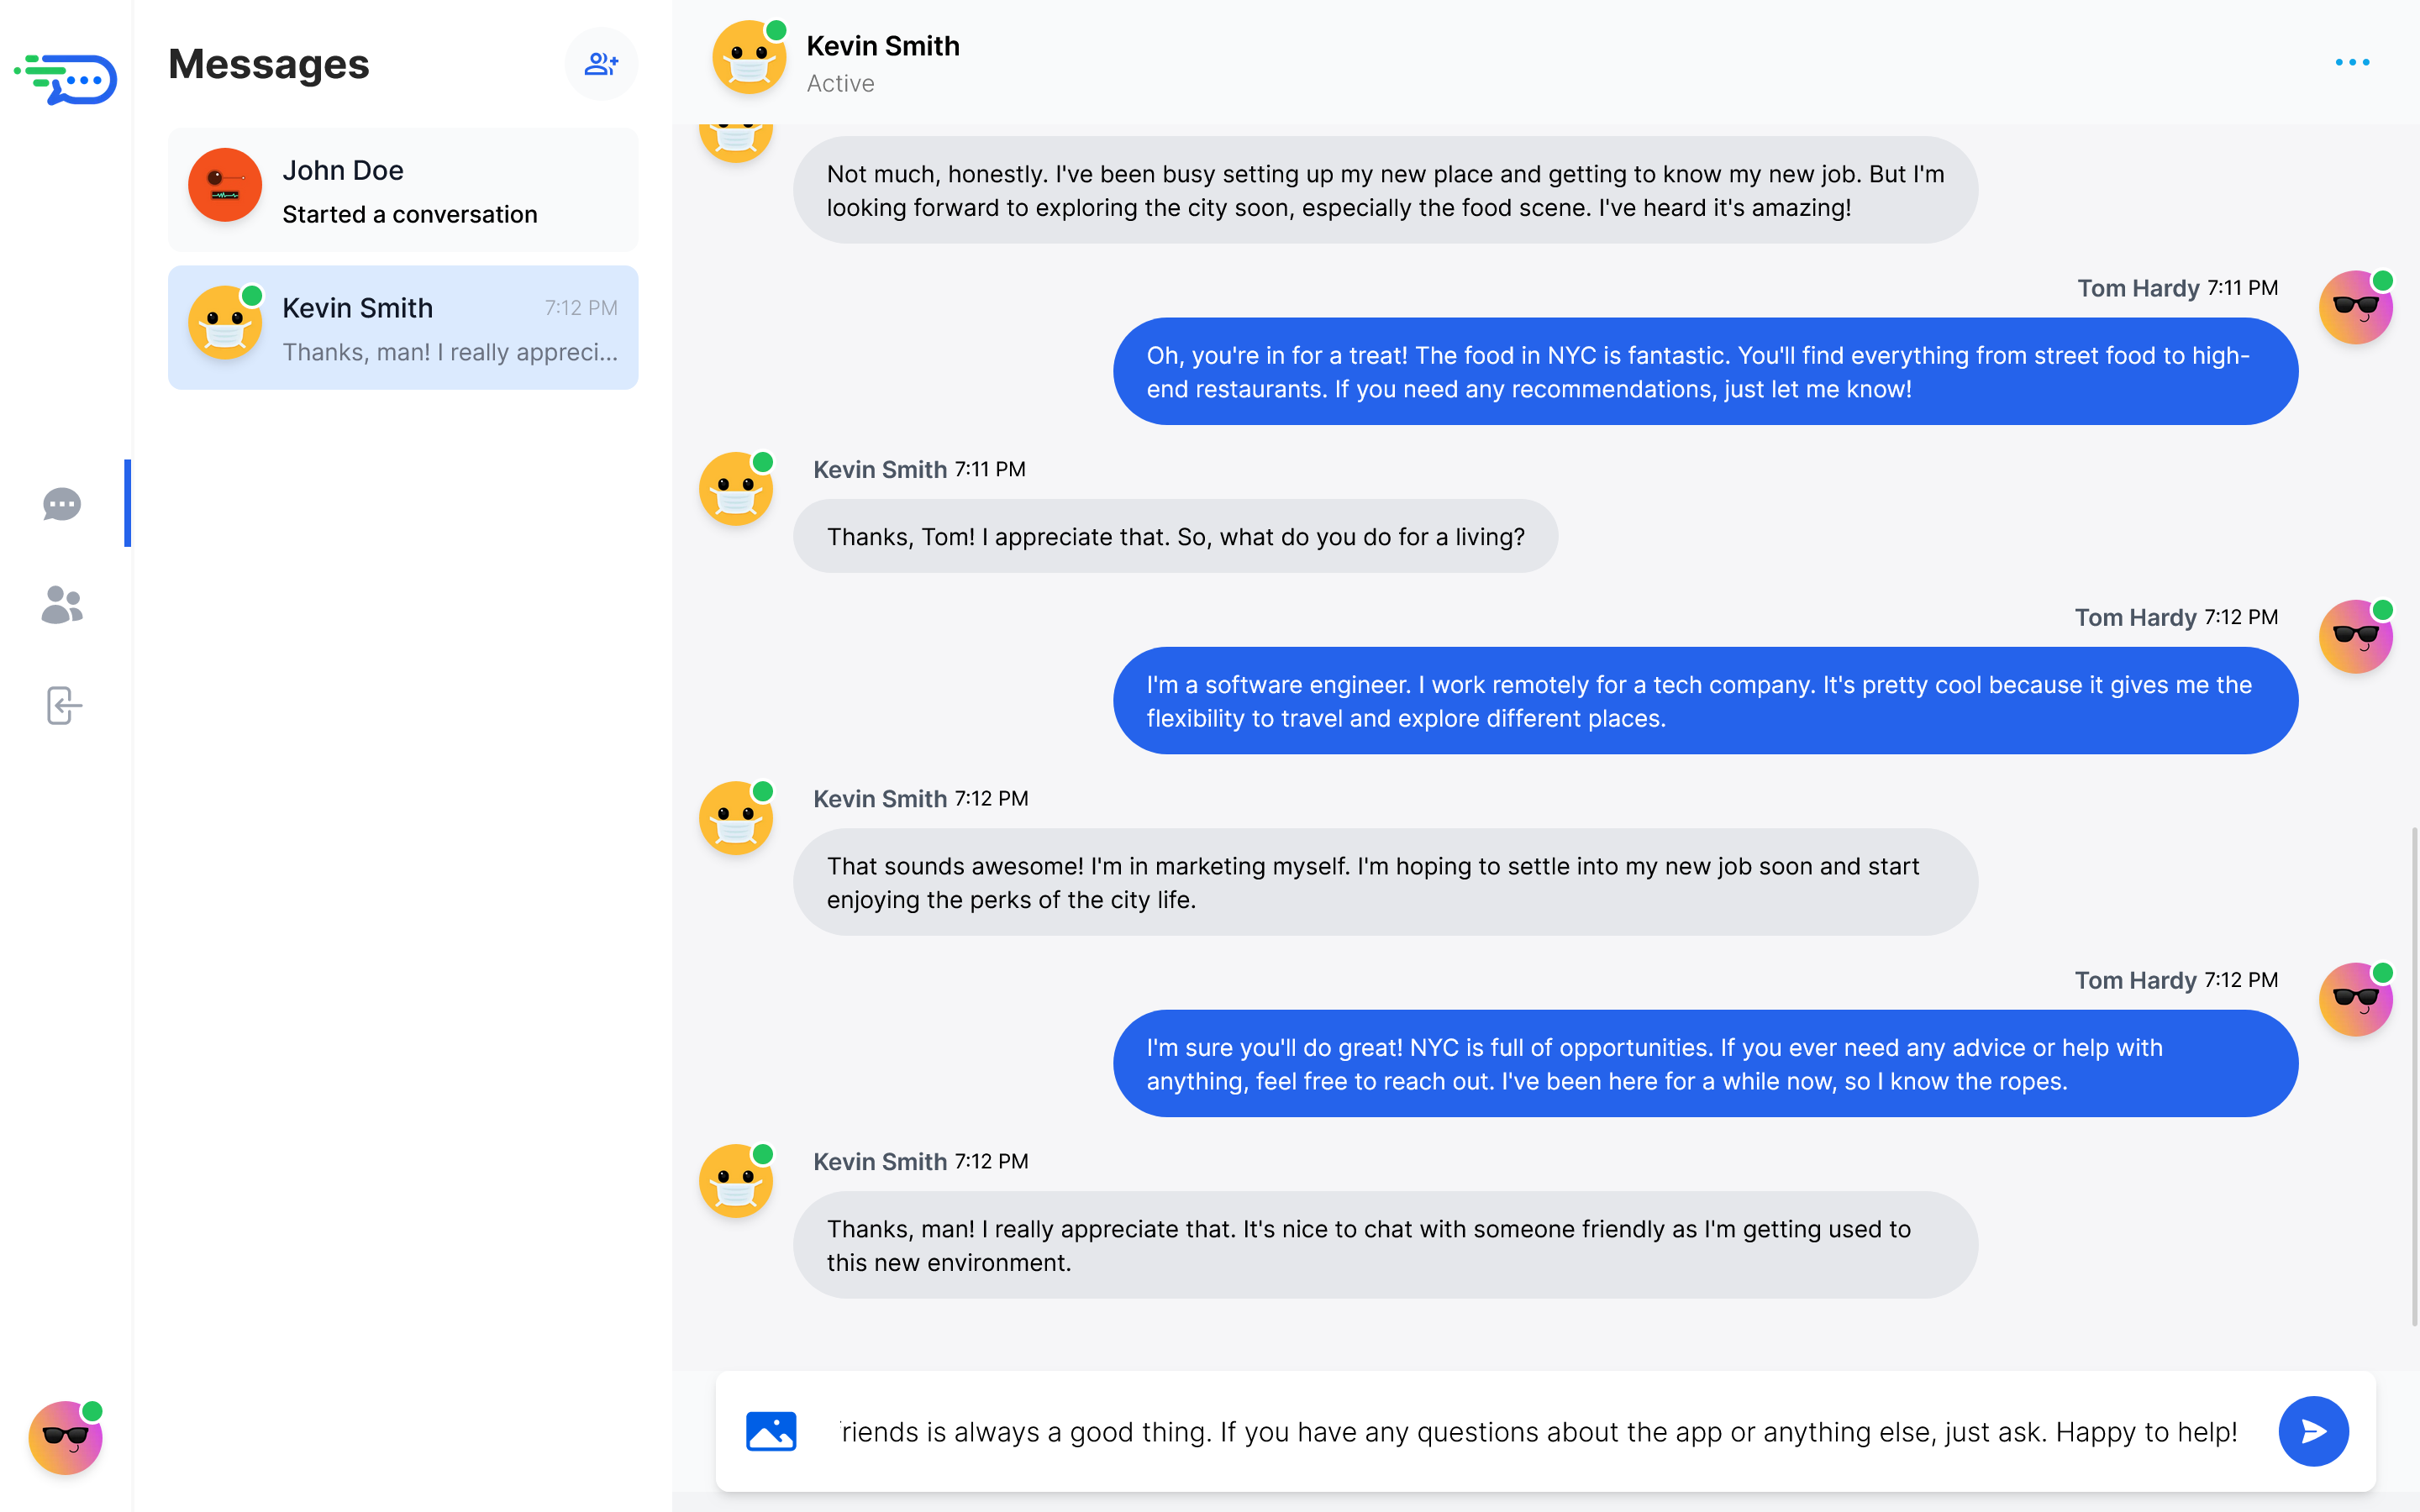 Messages
John Doe
Started a conversation
Kevin Smith 7:12 PM
Thanks, man! I really appreci...
Kevin Smith
Active
Not much, honestly. I've been busy setting up my new place and getting to know my new job. But I'm
looking forward to exploring the city soon, especially the food scene. I've heard it's amazing!
Tom Hardy 7:11 PM
Oh, you're in for a treat! The food in NYC is fantastic. You'll find everything from street food to high-
end restaurants. If you need any recommendations, just let me know!
Kevin Smith 7:11 PM
Thanks, Tom! I appreciate that. So, what do you do for a living?
Tom Hardy 7:12 PM
I'm a software engineer. I work remotely for a tech company. It's pretty cool because it gives me the
flexibility to travel and explore different places.
Kevin Smith 7:12 PM
That sounds awesome! I'm in marketing myself. I'm hoping to settle into my new job soon and start
enjoying the perks of the city life.
Tom Hardy 7:12 PM
I'm sure you'll do great! NYC is full of opportunities. If you ever need any advice or help with
anything, feel free to reach out. I've been here for a while now, so I know the ropes.
Kevin Smith 7:12 PM
Thanks, man! I really appreciate that. It's nice to chat with someone friendly as I'm getting used to
this new environment.
riends is always a good thing. If you have any questions about the app or anything else, just ask. Happy to help!